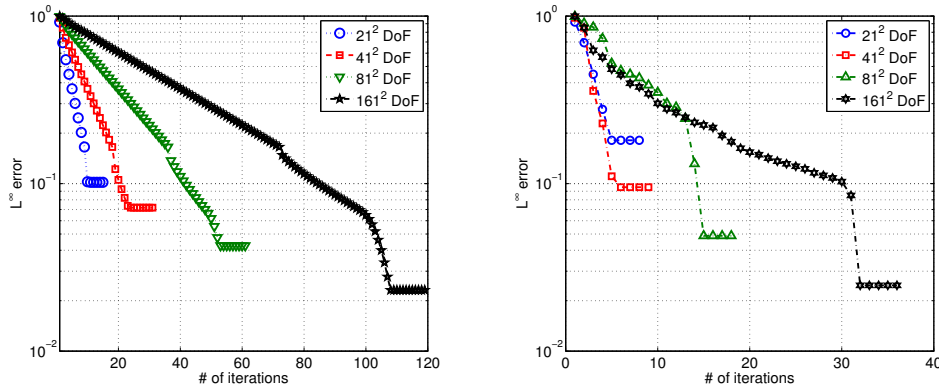 10^0
10^-1
10^-2
L^∞ error
20 40 60 80 100 120
# of iterations
21^2 DoF
41^2 DoF
81^2 DoF
161^2 DoF
10^0
10^-1
10^-2
L^∞ error
0 10 20 30 40
# of iterations
21^2 DoF
41^2 DoF
81^2 DoF
161^2 DoF